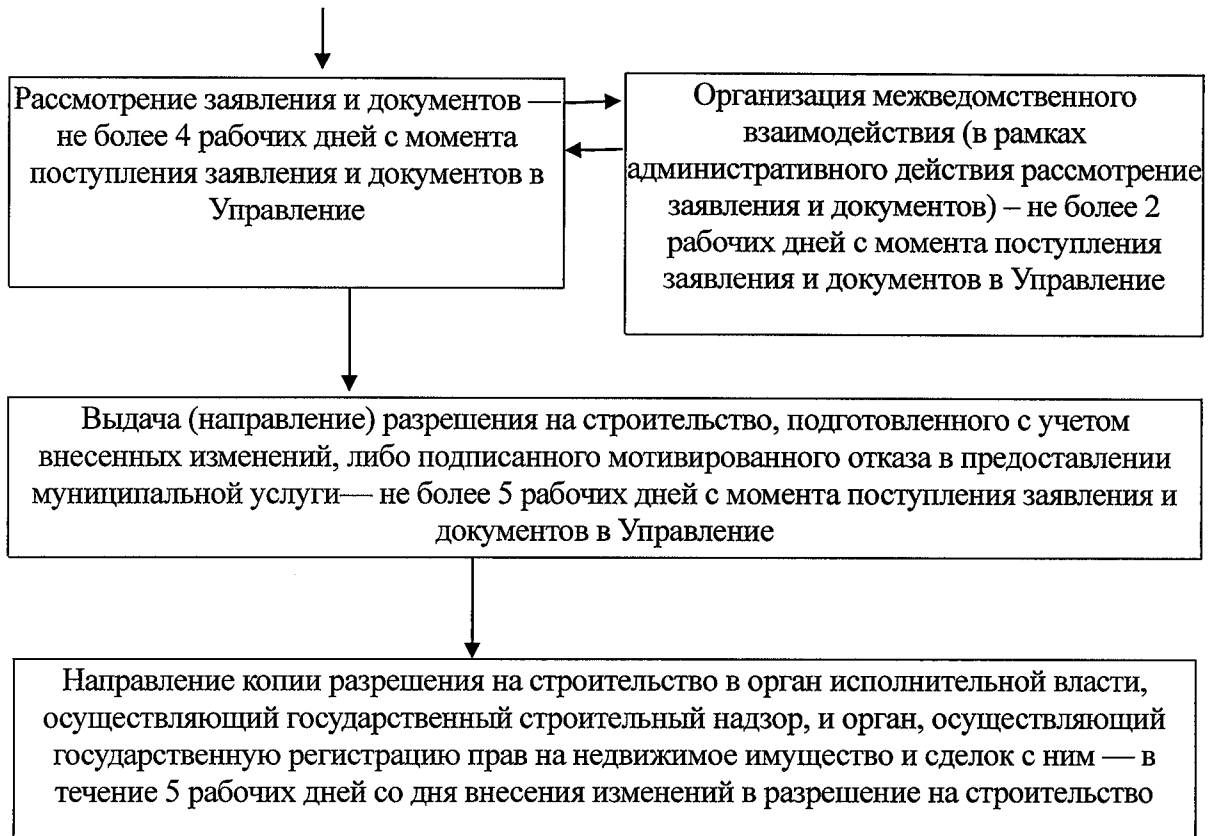 Рассмотрение заявления и документов —
не более 4 рабочих дней с момента
поступления заявления и документов в
Управление
Организация межведомственного
взаимодействия (в рамках
административного действия рассмотрение
заявления и документов) – не более 2
рабочих дней с момента поступления
заявления и документов в Управление
Выдача (направление) разрешения на строительство, подготовленного с учетом
внесенных изменений, либо подписанного мотивированного отказа в предоставлении
муниципальной услуги— не более 5 рабочих дней с момента поступления заявления и
документов в Управление
Направление копии разрешения на строительство в орган исполнительной власти,
осуществляющий государственный строительный надзор, и орган, осуществляющий
государственную регистрацию прав на недвижимое имущество и сделок с ним — в
течение 5 рабочих дней со дня внесения изменений в разрешение на строительство